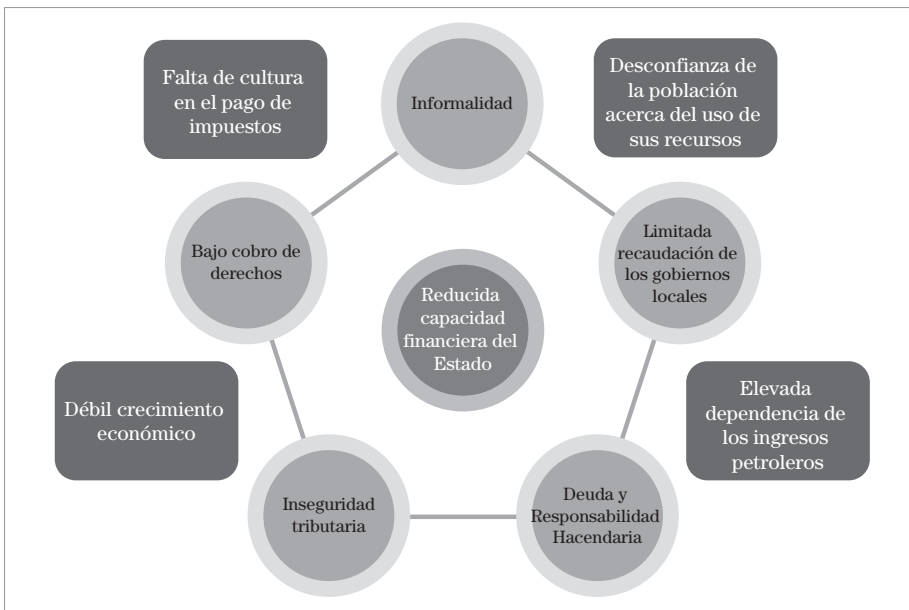 Falta de cultura
en el pago de
impuestos
Informalidad
Desconfianza de
la población
acerca del uso de
sus recursos
Bajo cobro de
derechos
Limitada
recaudación de
los gobiernos
locales
Reducida
capacidad
financiera del
Estado
Débil crecimiento
económico
Elevada
dependencia de
los ingresos
petroleros
Inseguridad
tributaria
Deuda y
Responsabilidad
Hacendaria